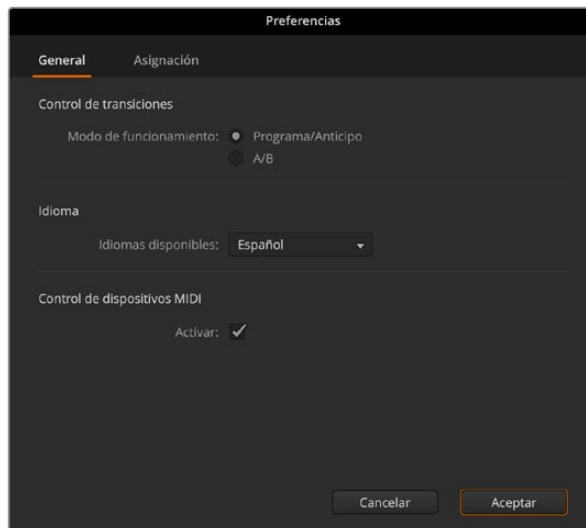 Preferencias
General Asignación
Control de transiciones
Modo de funcionamiento: Programa/Anticipo
A/B
Idioma
Idiomas disponibles: Español
Control de dispositivos MIDI
Activar:
Cancelar Aceptar